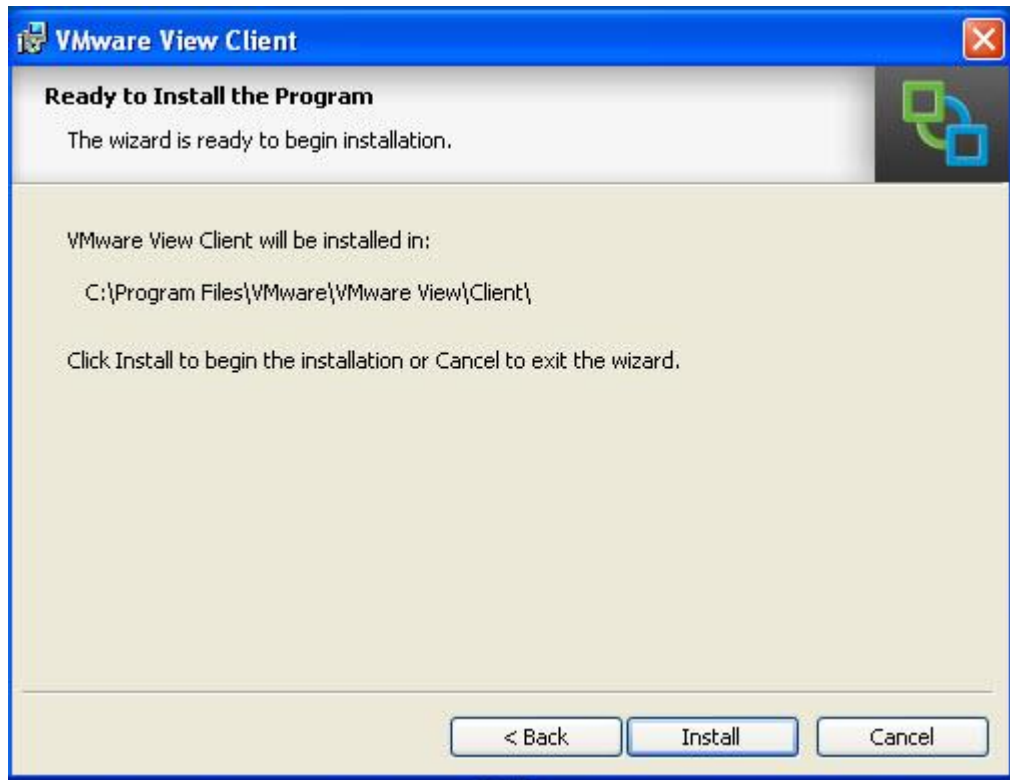 VMware View Client
Ready to Install the Program
The wizard is ready to begin installation.
VMware View Client will be installed in:
C:\Program Files\VMware\VMware View\Client\
Click Install to begin the installation or Cancel to exit the wizard.
< Back Install Cancel